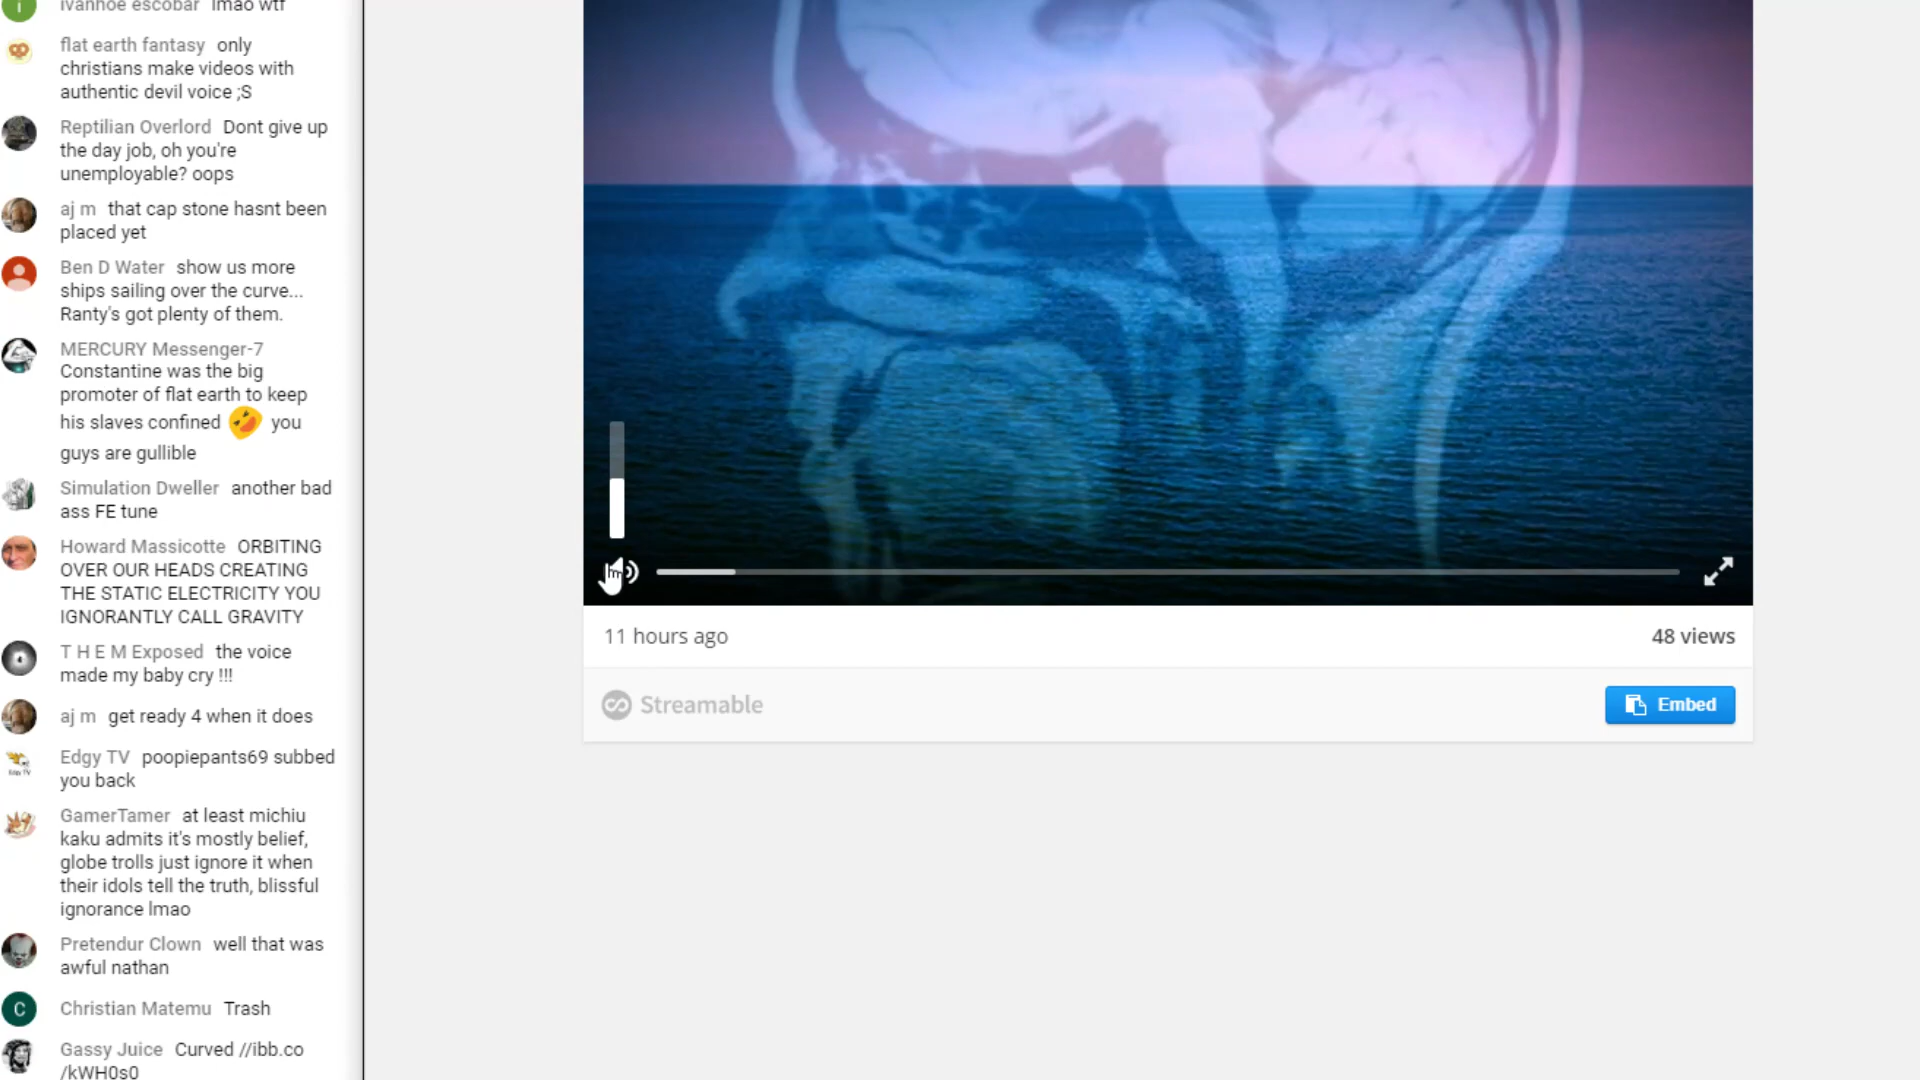 ivanhoe escobar lmao wtf
flat earth fantasy only
christians make videos with
authentic devil voice ;S
Reptilian Overlord Dont give up
the day job, oh you're
unemployable? oops
aj m that cap stone hasnt been
placed yet
Ben D Water show us more
ships sailing over the curve...
Ranty's got plenty of them.
MERCURY Messenger-7
Constantine was the big
promoter of flat earth to keep
his slaves confined 🤣 you
guys are gullible
Simulation Dweller another bad
ass FE tune
Howard Massicotte ORBITING
OVER OUR HEADS CREATING
THE STATIC ELECTRICITY YOU
IGNORANTLY CALL GRAVITY
T H E M Exposed the voice
made my baby cry !!!
aj m get ready 4 when it does
Edgy TV poopiepants69 subbed
you back
GamerTamer at least michiu
kaku admits it's mostly belief,
globe trolls just ignore it when
their idols tell the truth, blissful
ignorance lmao
Pretendur Clown well that was
awful nathan
Christian Matemu Trash
Gassy Juice Curved //ibb.co
/kWH0s0
11 hours ago
48 views
Streamable
Embed